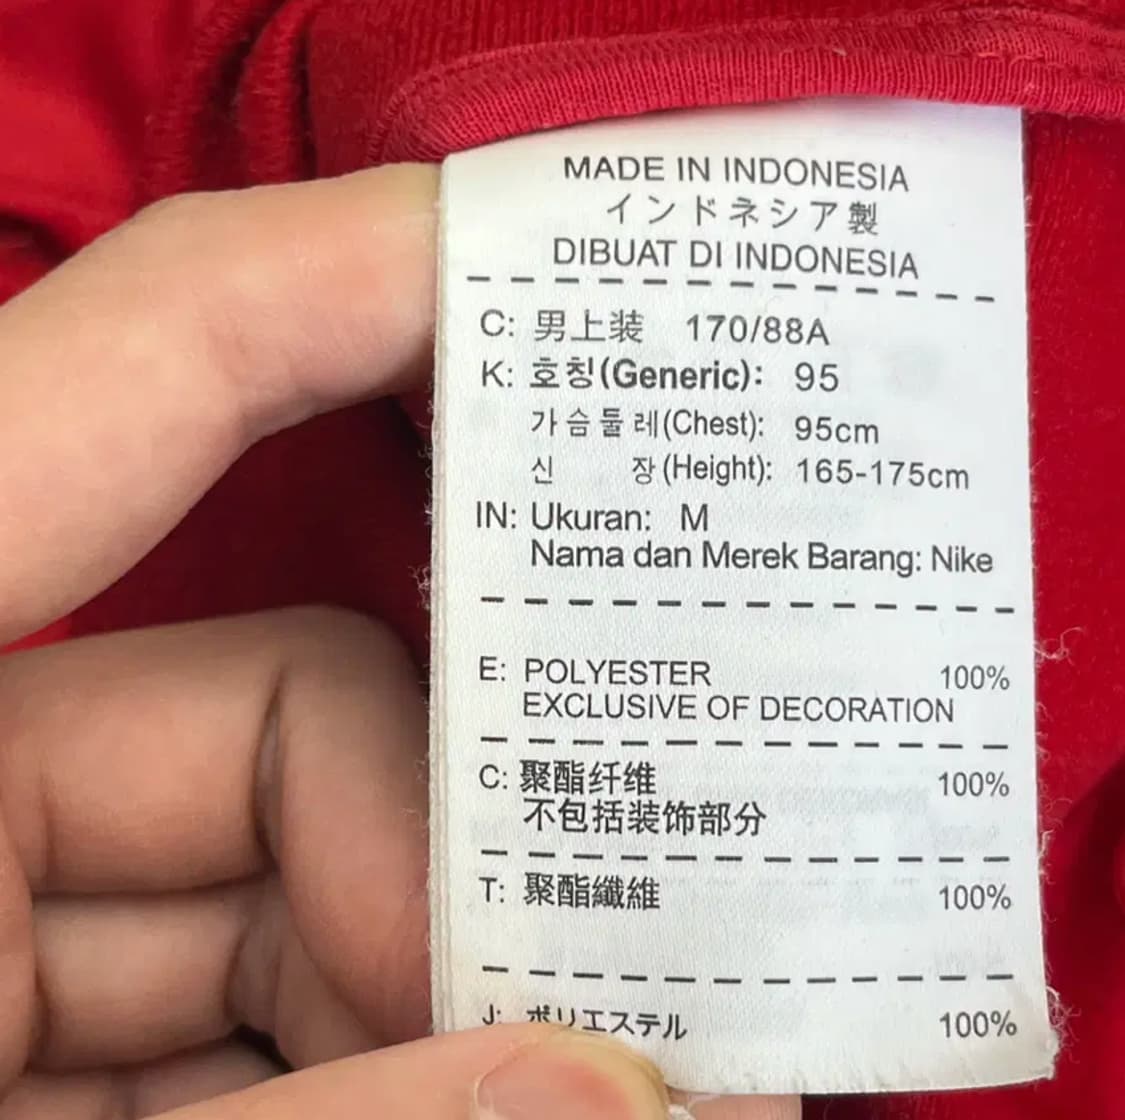 MADE IN INDONESIA
インドネシア製
DIBUAT DI INDONESIA
C: 男上装 170/88A
K: 호칭(Generic): 95
가슴둘레(Chest): 95cm
신 장(Height): 165-175cm
IN: Ukuran: M
Nama dan Merek Barang: Nike
E: POLYESTER 100%
EXCLUSIVE OF DECORATION
C: 聚酯纤维 100%
不包括装饰部分
T: 聚酯纖維 100%
J: ポリエステル 100%